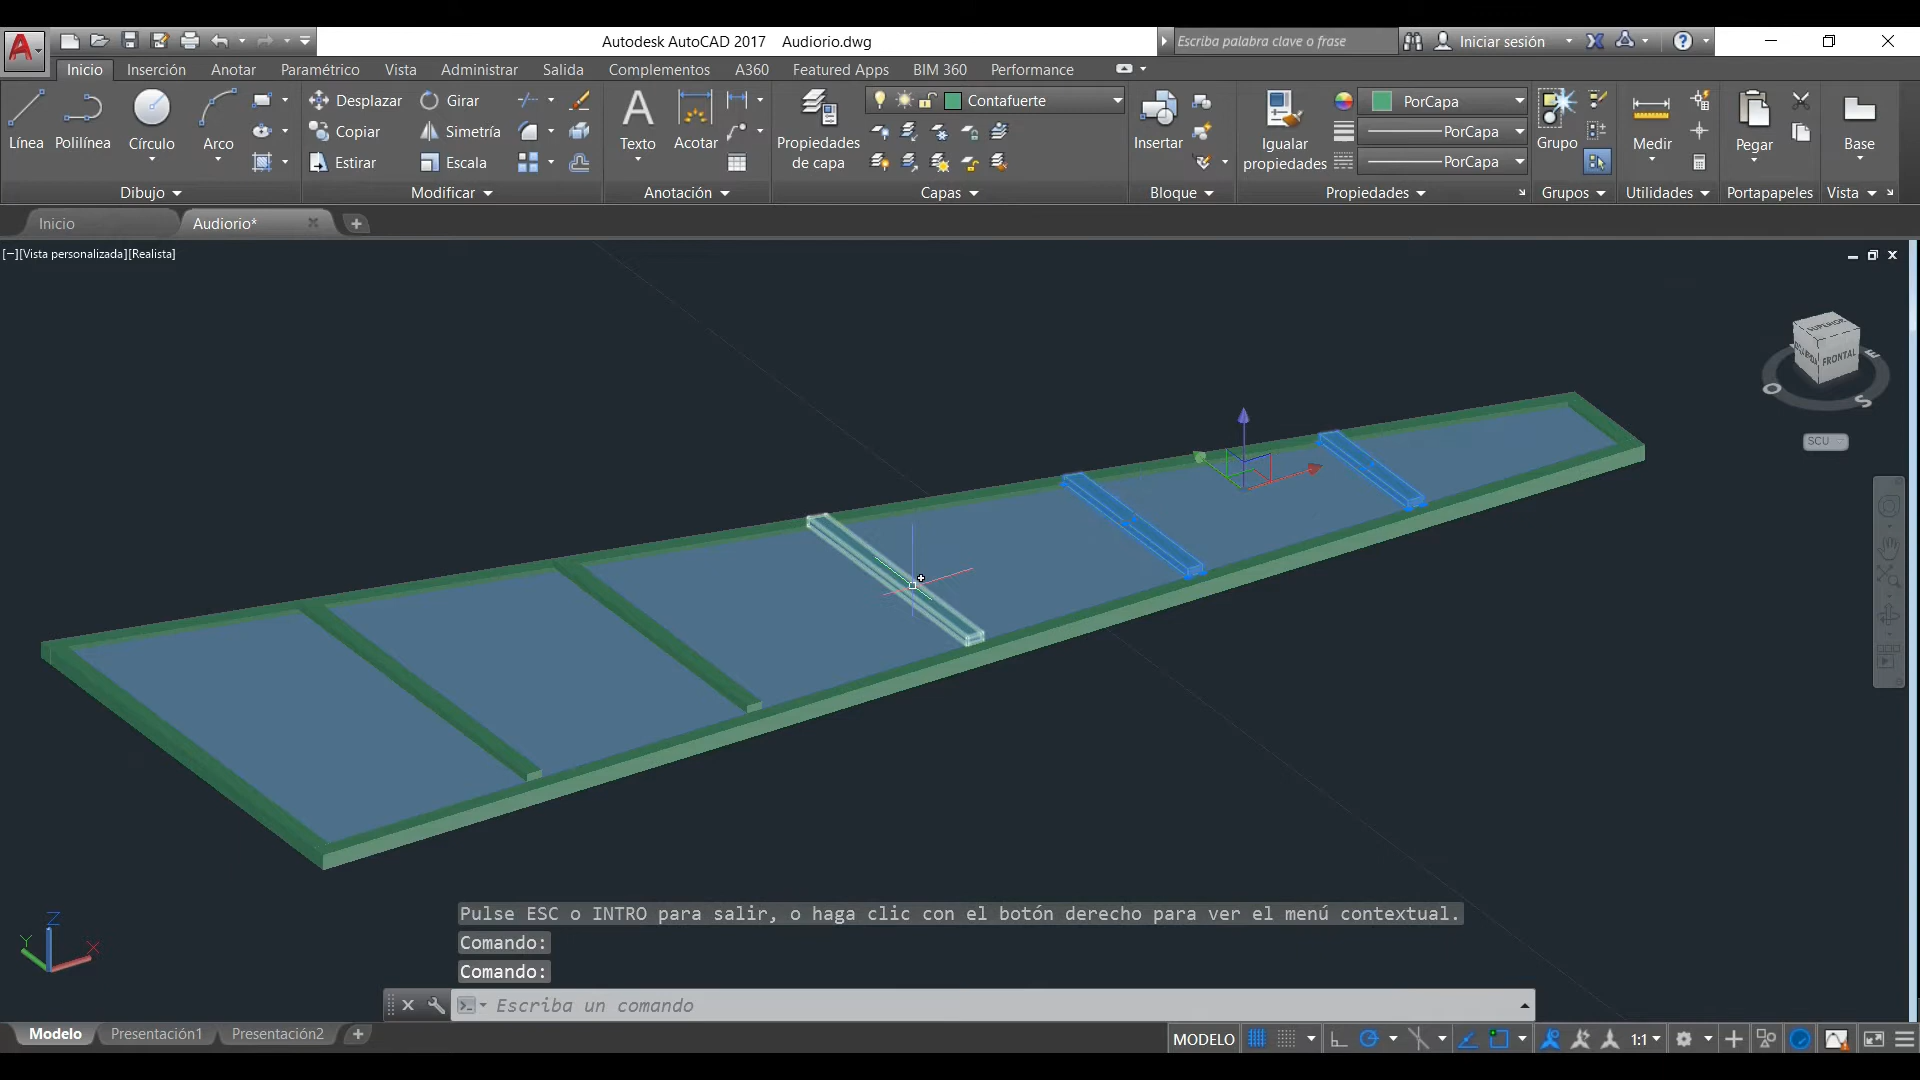 Autodesk AutoCAD 2017 Audiorio.dwg
Escriba palabra clave o frase
Iniciar sesión
Inicio Inserción Anotar Paramétrico Vista Administrar Salida Complementos A360 Featured Apps BIM 360 Performance
Línea Polilínea Círculo Arco
Desplazar Girar
Copiar Simetría
Estirar Escala
Texto Acotar
Propiedades de capa
Contafuerte
Insertar
Igualar propiedades
PorCapa
PorCapa
PorCapa
Grupo Medir Pegar Base
Dibujo Modificar Anotación Capas Bloque Propiedades Grupos Utilidades Portapapeles Vista
Inicio Audiorio*
[−][Vista personalizada][Realista]
SUPERIOR
FRONTAL
E
O
S
SCU
Z
Y
X
Pulse ESC o INTRO para salir, o haga clic con el botón derecho para ver el menú contextual.
Comando:
Comando:
Escriba un comando
Modelo Presentación1 Presentación2
MODELO
1:1